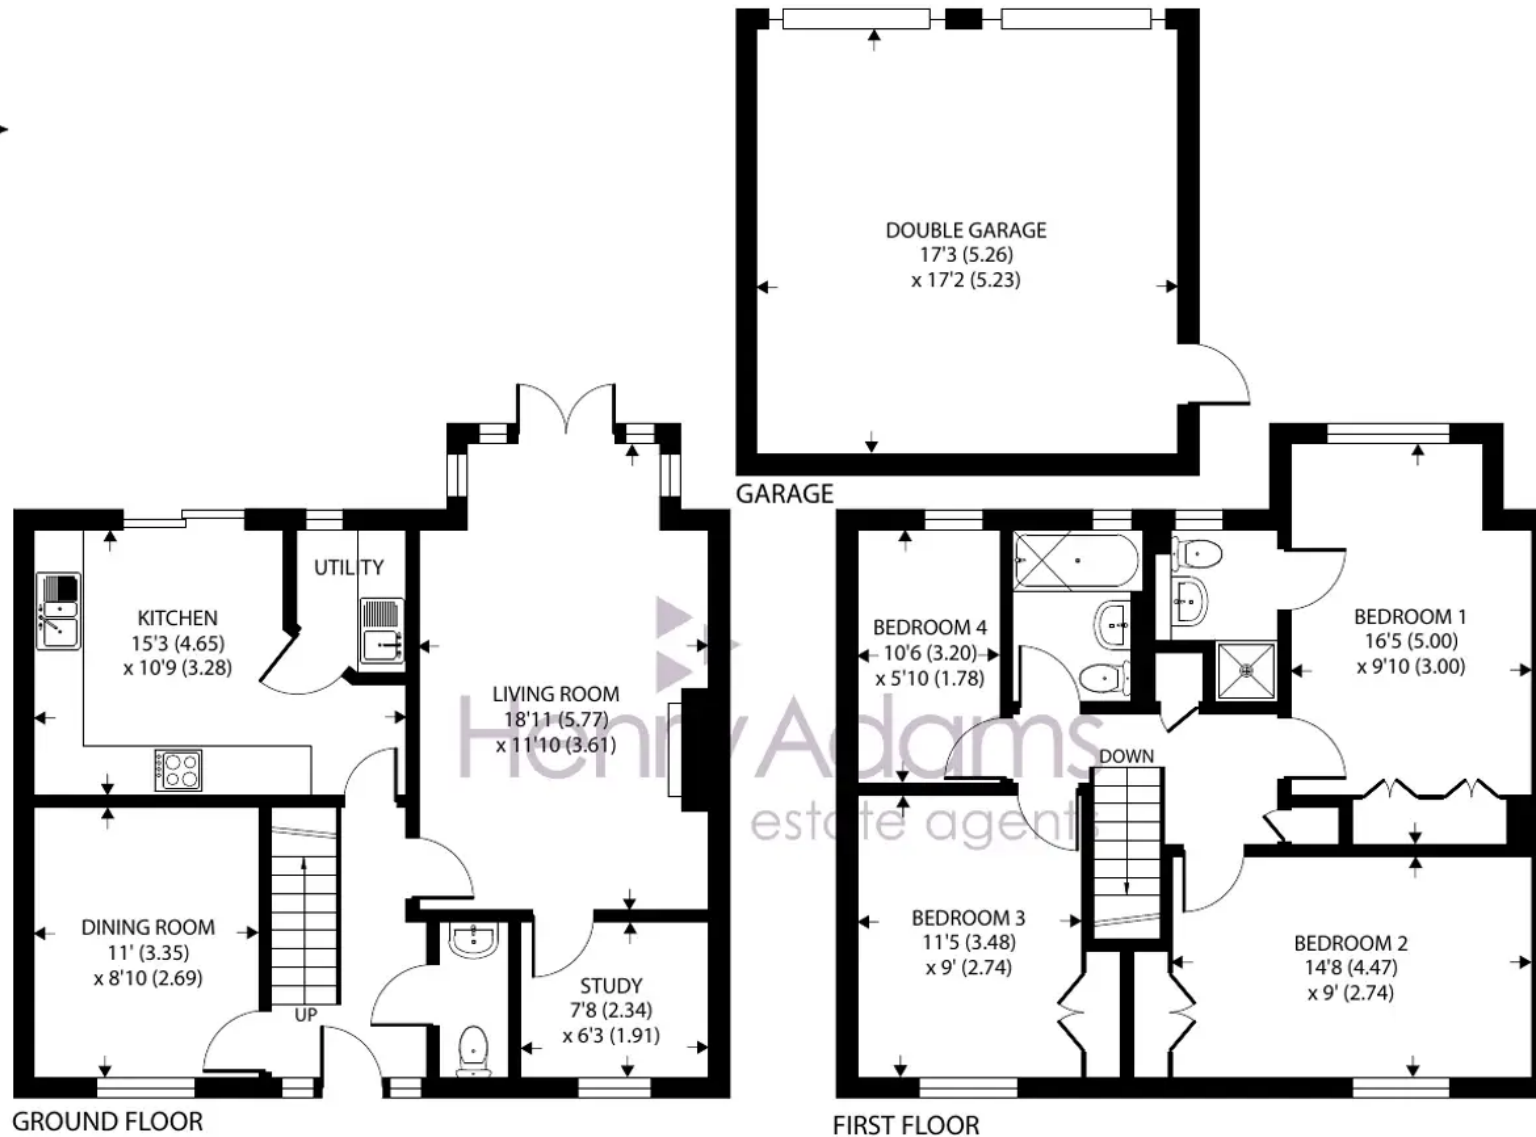 DOUBLE GARAGE
17'3 (5.26)
x 17'2 (5.23)
GARAGE
UTILITY
KITCHEN
15'3 (4.65)
x 10'9 (3.28)
LIVING ROOM
18'11 (5.77)
x 11'10 (3.61)
DINING ROOM
11' (3.35)
x 8'10 (2.69)
UP
STUDY
7'8 (2.34)
x 6'3 (1.91)
GROUND FLOOR
BEDROOM 4
10'6 (3.20)
x 5'10 (1.78)
BEDROOM 1
16'5 (5.00)
x 9'10 (3.00)
DOWN
BEDROOM 3
11'5 (3.48)
x 9' (2.74)
BEDROOM 2
14'8 (4.47)
x 9' (2.74)
FIRST FLOOR
Henry Adams
estate agents